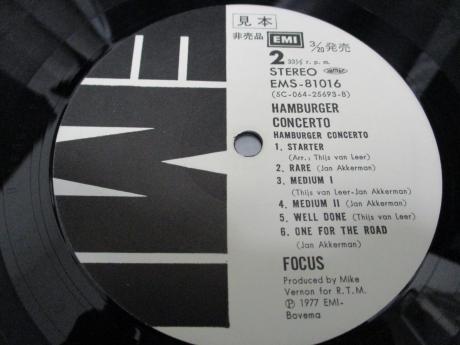 見本
非売品 EMI 3/20発売
2 33⅓ r. p. m.
STEREO
EMS-81016
(5C-064-25693-B)
HAMBURGER
CONCERTO
HAMBURGER CONCERTO
1. STARTER
(Arr.; Thijs van Leer)
2. RARE (Jan Akkerman)
3. MEDIUM I
(Thijs van Leer-Jan Akkerman)
4. MEDIUM II (Jan Akkerman)
5. WELL DONE (Thijs van Leer)
6. ONE FOR THE ROAD
(Jan Akkerman)
FOCUS
Produced by Mike
Vernon for R.T.M.
Ⓟ 1977 EMI-
Bovema
EMI